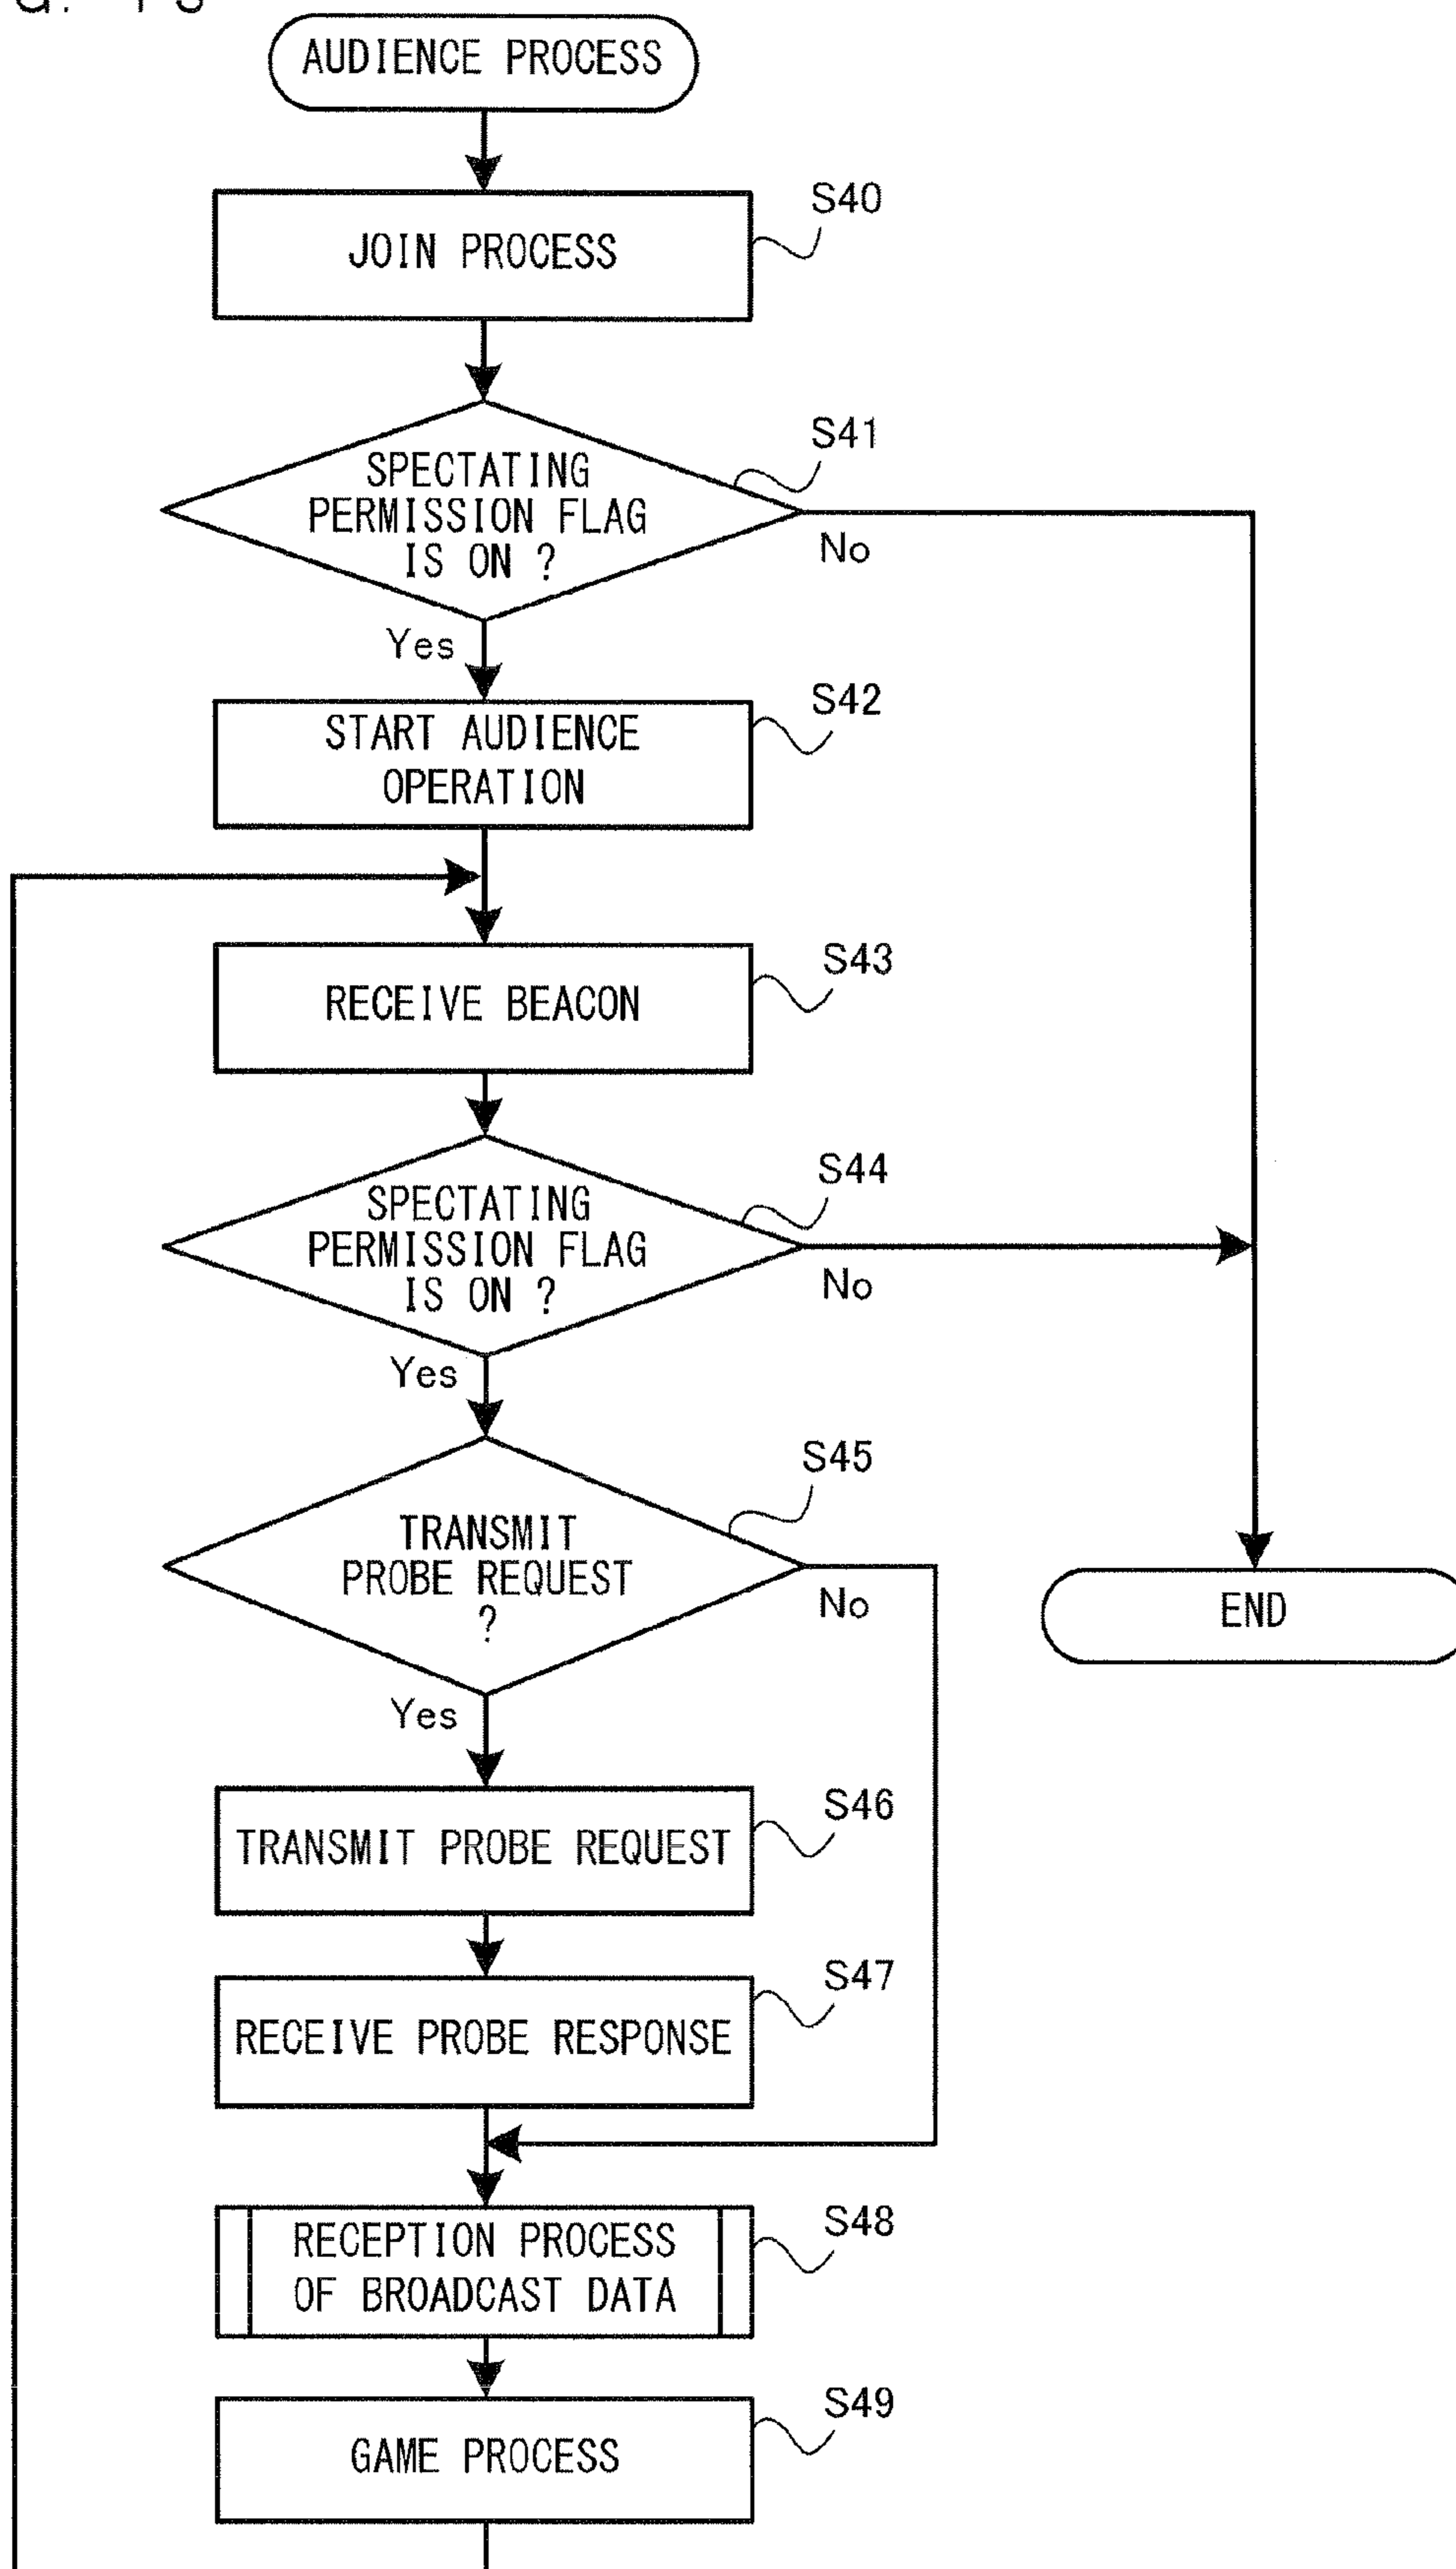 AUDIENCE PROCESS
S40
JOIN PROCESS
S41
SPECTATING
PERMISSION FLAG
IS ON ?
No
Yes
S42
START AUDIENCE
OPERATION
S43
RECEIVE BEACON
S44
SPECTATING
PERMISSION FLAG
IS ON ?
No
Yes
S45
TRANSMIT
PROBE REQUEST
?
No
END
Yes
S46
TRANSMIT PROBE REQUEST
S47
RECEIVE PROBE RESPONSE
S48
RECEPTION PROCESS
OF BROADCAST DATA
S49
GAME PROCESS